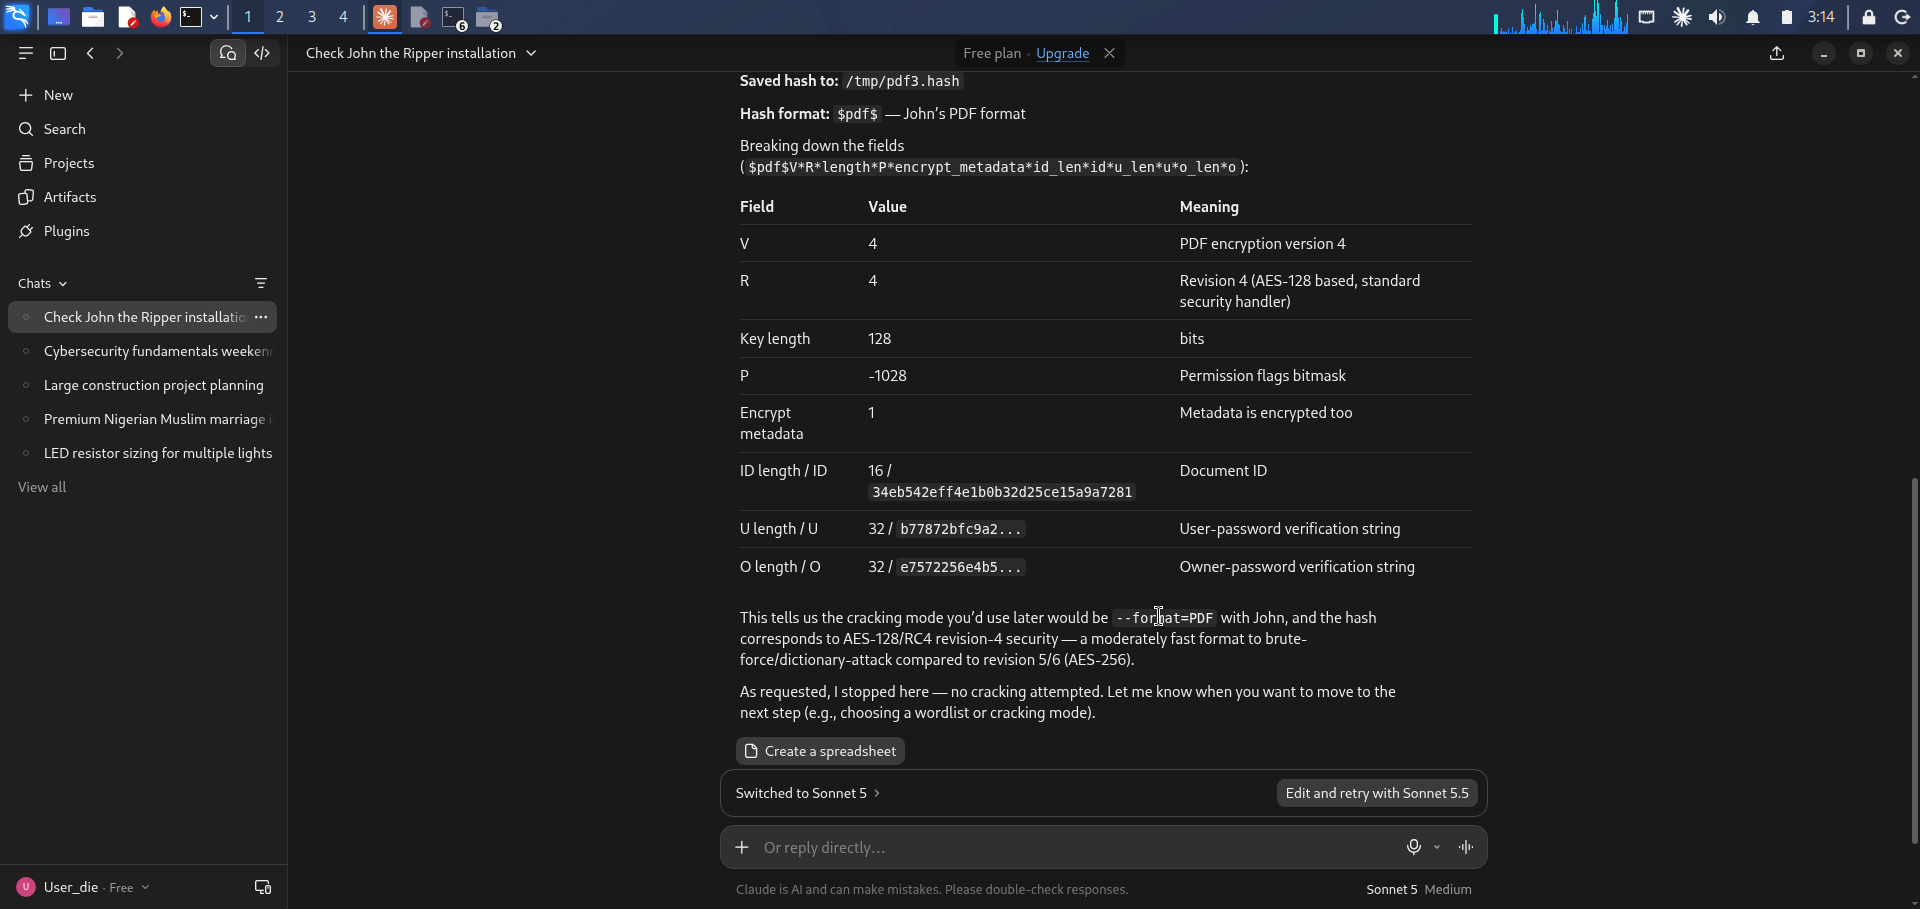 1 2 3 4
6
2
3:14
Check John the Ripper installation
Free plan · Upgrade
New
Search
Projects
Artifacts
Plugins
Chats
Check John the Ripper installatio
Cybersecurity fundamentals weeken
Large construction project planning
Premium Nigerian Muslim marriage i
LED resistor sizing for multiple lights
View all
U User_die · Free
Saved hash to: /tmp/pdf3.hash
Hash format: $pdf$ — John’s PDF format
Breaking down the fields
($pdf$V*R*length*P*encrypt_metadata*id_len*id*u_len*u*o_len*o):
Field Value Meaning
V 4 PDF encryption version 4
R 4 Revision 4 (AES-128 based, standard
security handler)
Key length 128 bits
P -1028 Permission flags bitmask
Encrypt 1 Metadata is encrypted too
metadata
ID length / ID 16 / Document ID
34eb542eff4e1b0b32d25ce15a9a7281
U length / U 32 / b77872bfc9a2... User-password verification string
O length / O 32 / e7572256e4b5... Owner-password verification string
This tells us the cracking mode you’d use later would be --format=PDF with John, and the hash
corresponds to AES-128/RC4 revision-4 security — a moderately fast format to brute-
force/dictionary-attack compared to revision 5/6 (AES-256).
As requested, I stopped here — no cracking attempted. Let me know when you want to move to the
next step (e.g., choosing a wordlist or cracking mode).
Create a spreadsheet
Switched to Sonnet 5
Edit and retry with Sonnet 5.5
Or reply directly…
Claude is AI and can make mistakes. Please double-check responses.
Sonnet 5 Medium